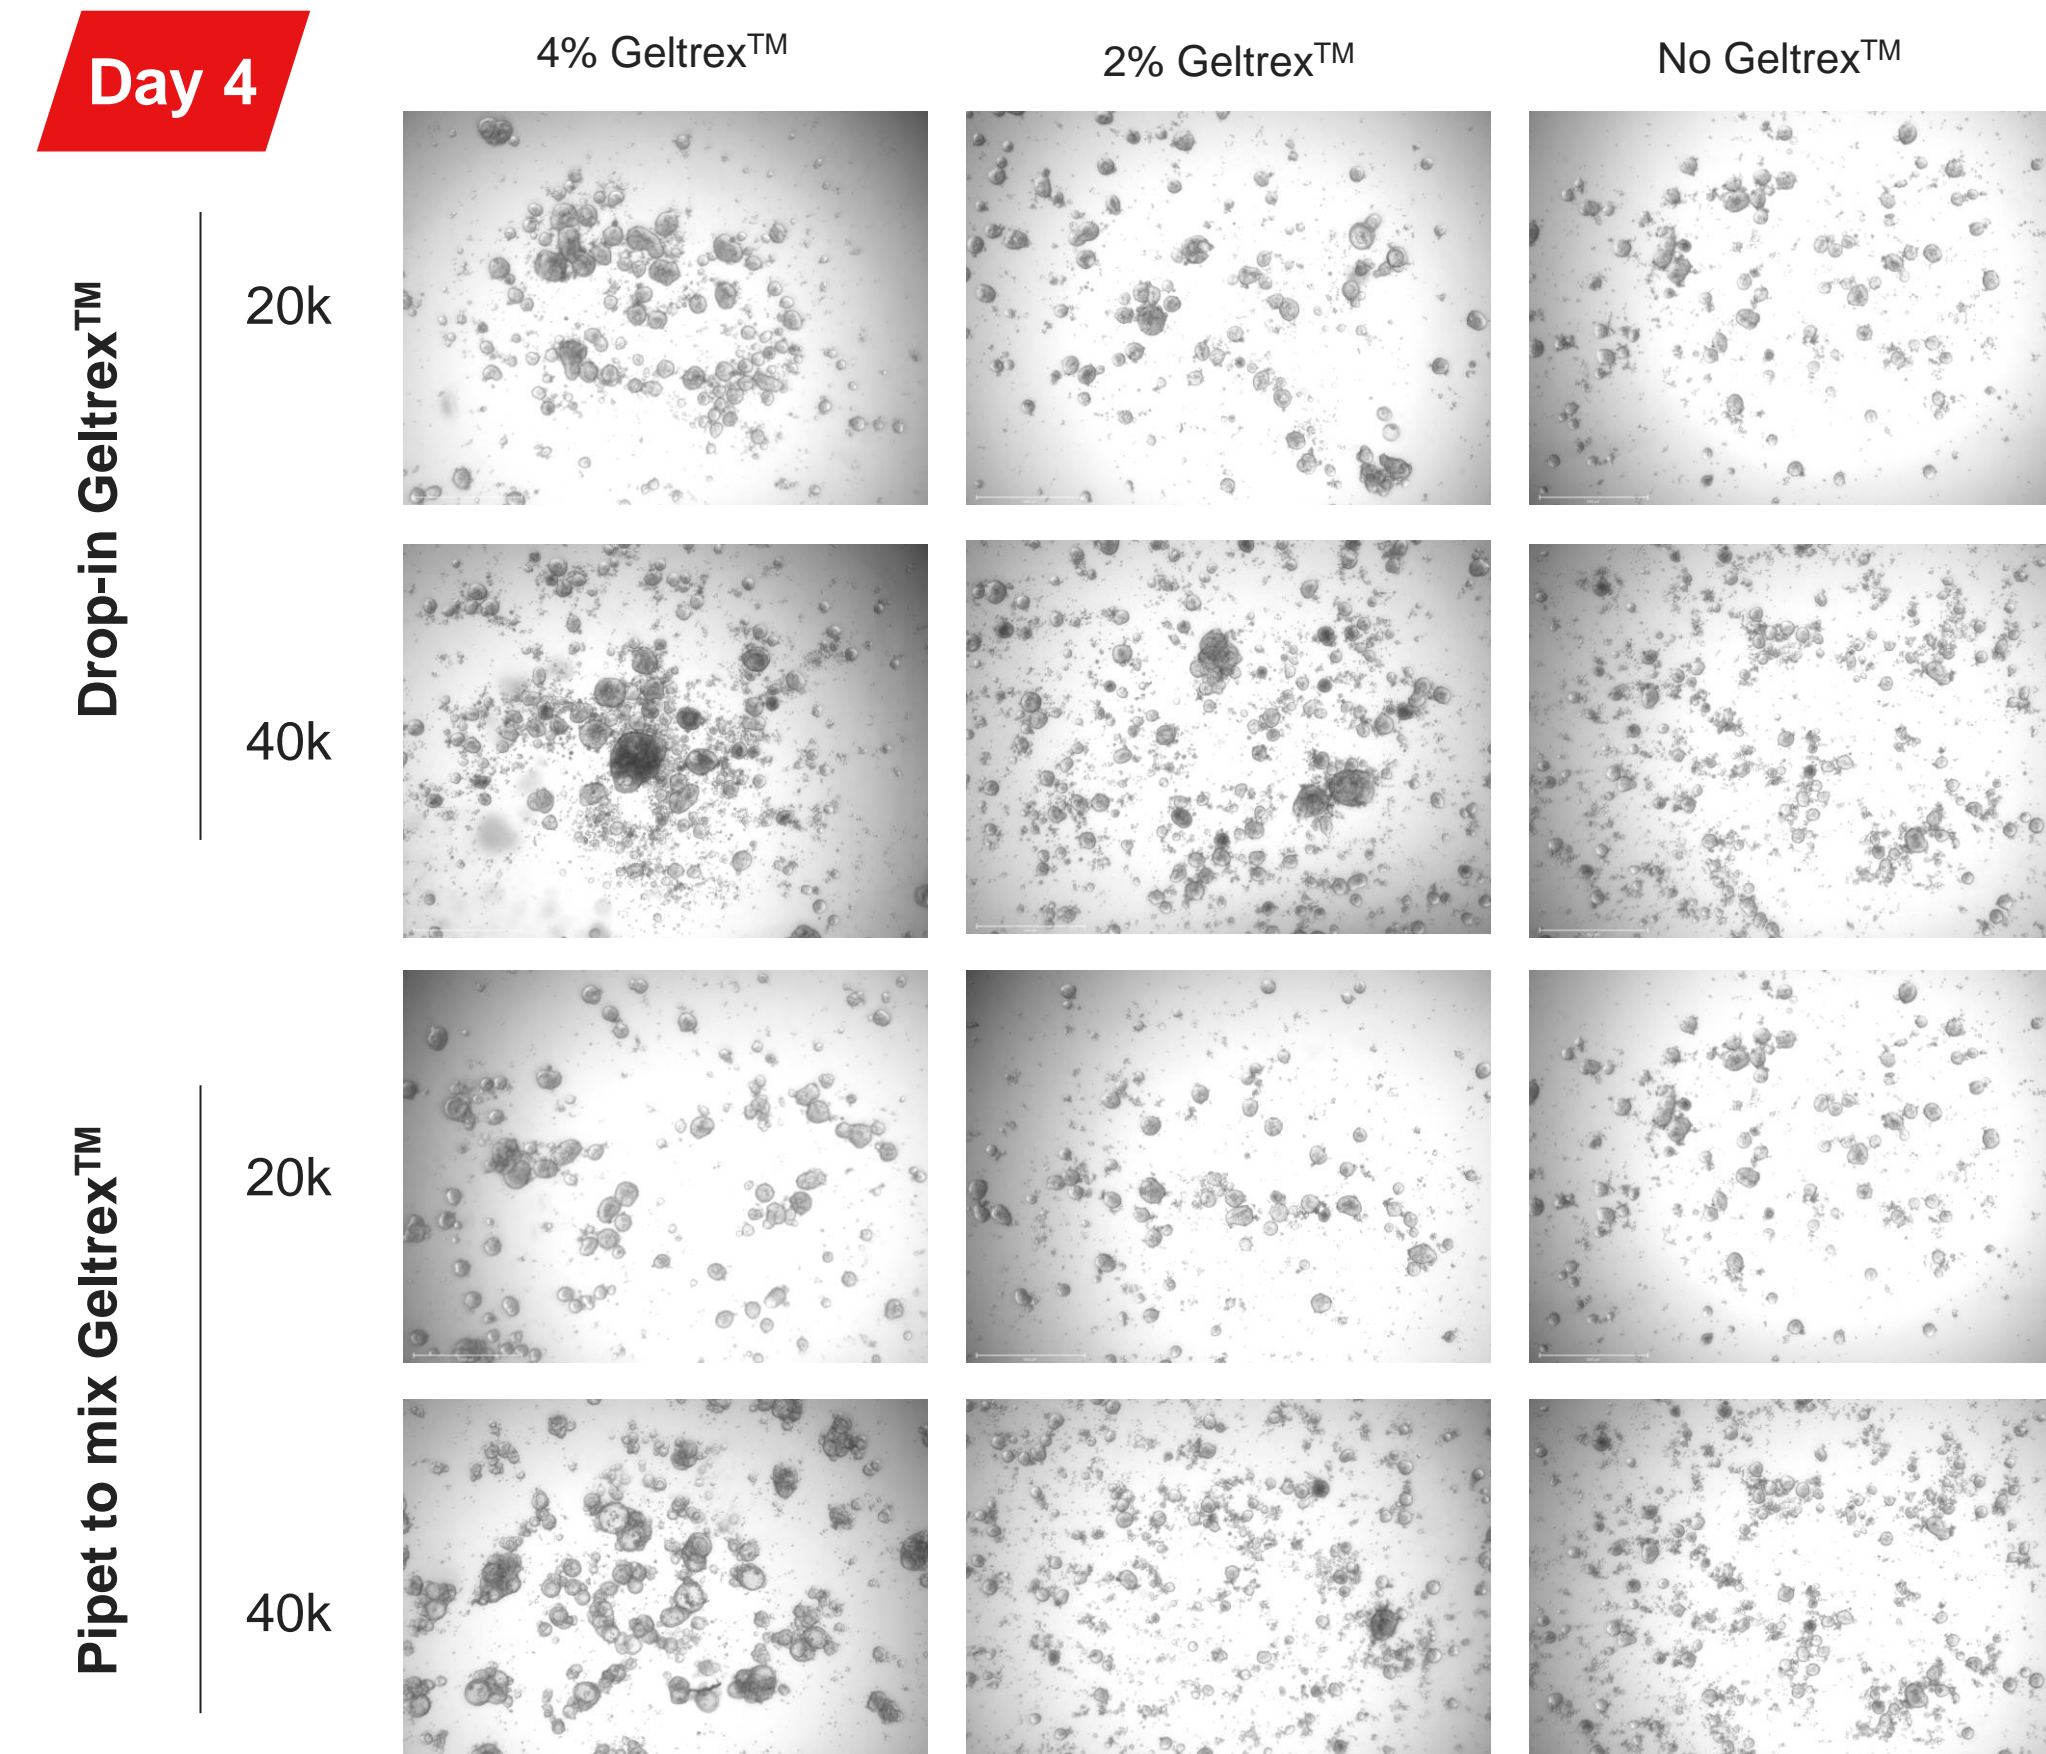 Day 4
4% Geltrex™
2% Geltrex™
No Geltrex™
Drop-in Geltrex™
20k
40k
Pipet to mix Geltrex™
20k
40k